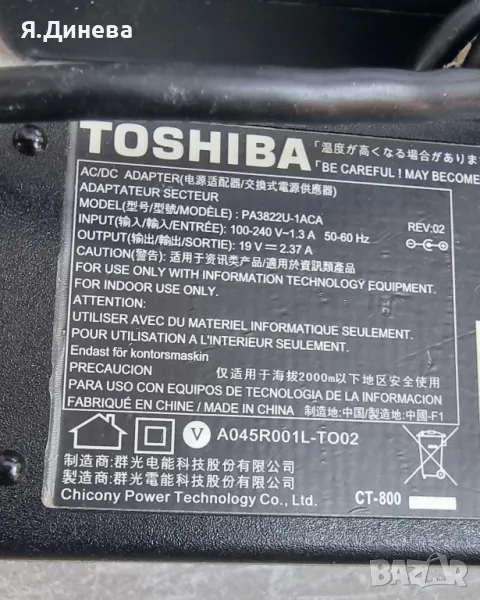 Я.Динева
TOSHIBA
「温度が高くなる場合がありま
"BE CAREFUL ! MAY BECOME
AC/DC ADAPTER(电源适配器/交換式電源供應器)
ADAPTATEUR SECTEUR
MODEL(型号/型號/MODÈLE) : PA3822U-1ACA
REV:02
INPUT(输入/輸入/ENTRÉE): 100-240 V~1.3 A 50-60 Hz
OUTPUT(输出/輸出/SORTIE): 19 V⎓ 2.37 A
CAUTION(警告): 适用于资讯类产品/適用於資訊類產品
FOR USE ONLY WITH INFORMATION TECHNOLOGY EQUIPMENT.
FOR INDOOR USE ONLY!
ATTENTION:
UTILISER AVEC DU MATERIEL INFORMATIQUE SEULEMENT.
POUR UTILISATION A L'INTERIEUR SEULEMENT.
Endast för kontorsmaskin
PRECAUCION 仅适用于海拔2000m以下地区安全使用
PARA USO CON EQUIPOS DE TECNOLOGIA DE LA INFORMACION
FABRIQUÉ EN CHINE / MADE IN CHINA 制造地:中国/製造地:中國-F1
V A045R001L-TO02
制造商:群光电能科技股份有限公司
製造商:群光電能科技股份有限公司
Chicony Power Technology Co., Ltd.
CT-800
BAZAR